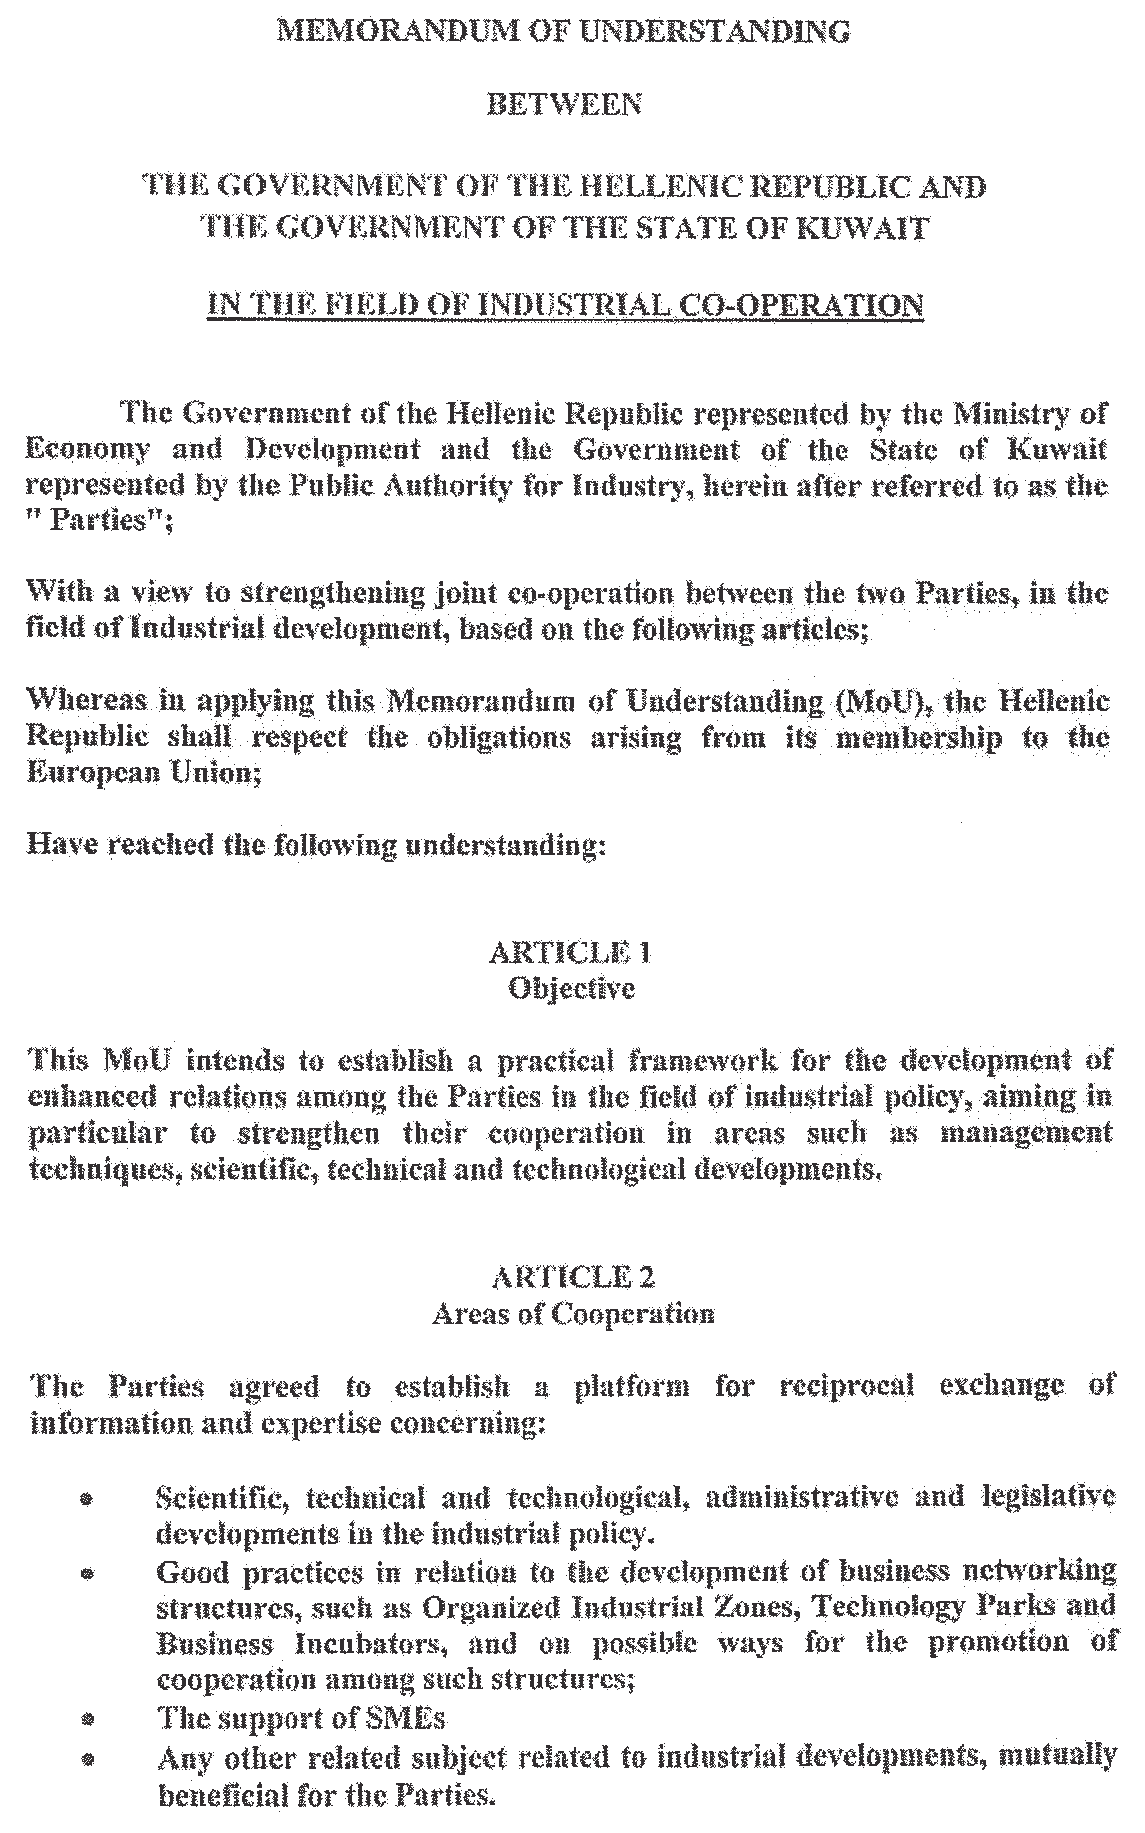 MEMORANDUM OF UNDERSTANDING
BETWEEN
THE GOVERNMENT OF THE HELLENIC REPUBLIC AND
THE GOVERNMENT OF THE STATE OF KUWAIT
IN THE FIELD OF INDUSTRIAL CO-OPERATION
The Government of the Hellenic Republic represented by the Ministry of
Economy and Development and the Government of the State of Kuwait
represented by the Public Authority for Industry, herein after referred to as the
" Parties";
With a view to strengthening joint co-operation between the two Parties, in the
field of Industrial development, based on the following articles;
Whereas in applying this Memorandum of Understanding (MoU), the Hellenic
Republic shall respect the obligations arising from its membership to the
European Union;
Have reached the following understanding:
ARTICLE 1
Objective
This MoU intends to establish a practical framework for the development of
enhanced relations among the Parties in the field of industrial policy, aiming in
particular to strengthen their cooperation in areas such as management
techniques, scientific, technical and technological developments.
ARTICLE 2
Areas of Cooperation
The Parties agreed to establish a platform for reciprocal exchange of
information and expertise concerning:
• Scientific, technical and technological, administrative and legislative
developments in the industrial policy.
• Good practices in relation to the development of business networking
structures, such as Organized Industrial Zones, Technology Parks and
Business Incubators, and on possible ways for the promotion of
cooperation among such structures;
• The support of SMEs
• Any other related subject related to industrial developments, mutually
beneficial for the Parties.